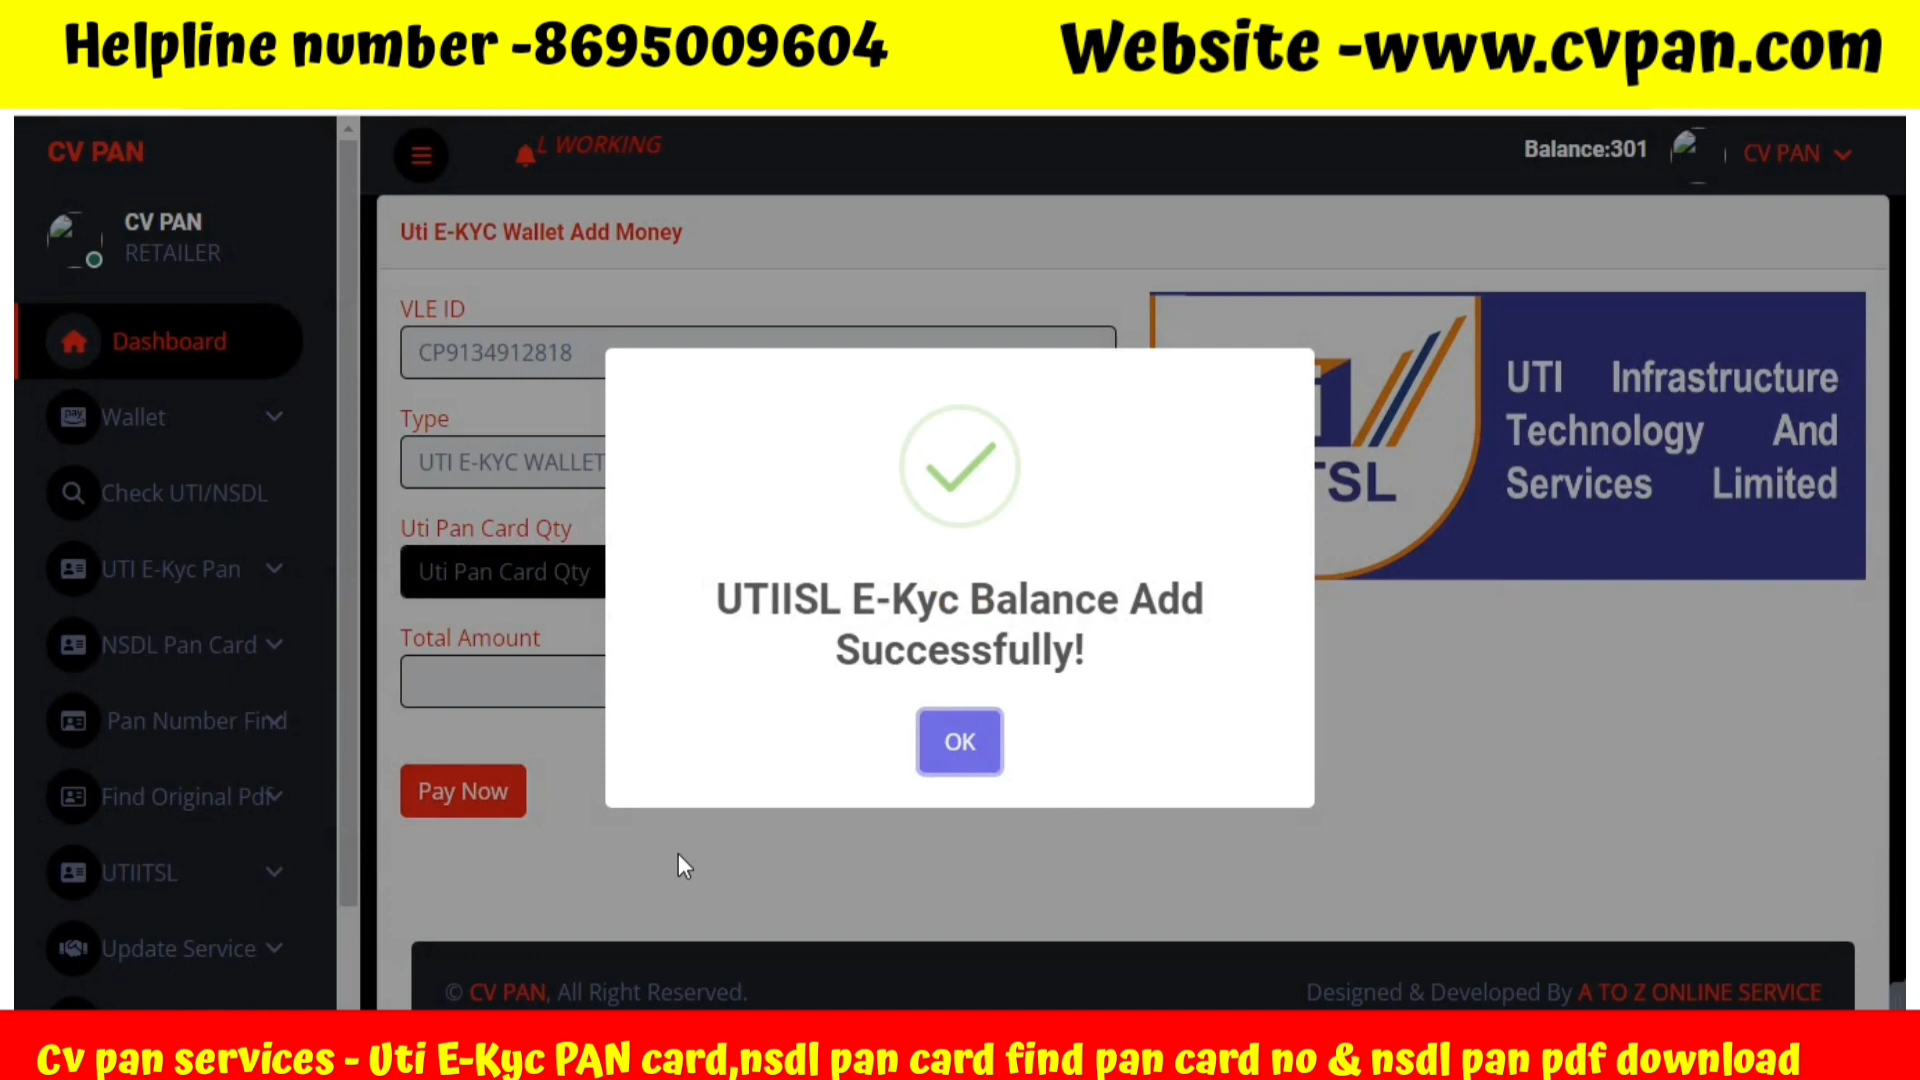 Helpline number -8695009604
Website -www.cvpan.com
CV PAN
L WORKING
Balance:301
CV PAN
CV PAN
RETAILER
Dashboard
Wallet
Check UTI/NSDL
UTI E-Kyc Pan
NSDL Pan Card
Pan Number Find
Find Original Pdf
UTIITSL
Update Service
Uti E-KYC Wallet Add Money
VLE ID
CP9134912818
Type
UTI E-KYC WALLET
Uti Pan Card Qty
Uti Pan Card Qty
Total Amount
Pay Now
TSL
UTI Infrastructure
Technology And
Services Limited
UTIISL E-Kyc Balance Add
Successfully!
OK
© CV PAN, All Right Reserved.
Designed & Developed By A TO Z ONLINE SERVICE
Cv pan services - Uti E-Kyc PAN card,nsdl pan card find pan card no & nsdl pan pdf download